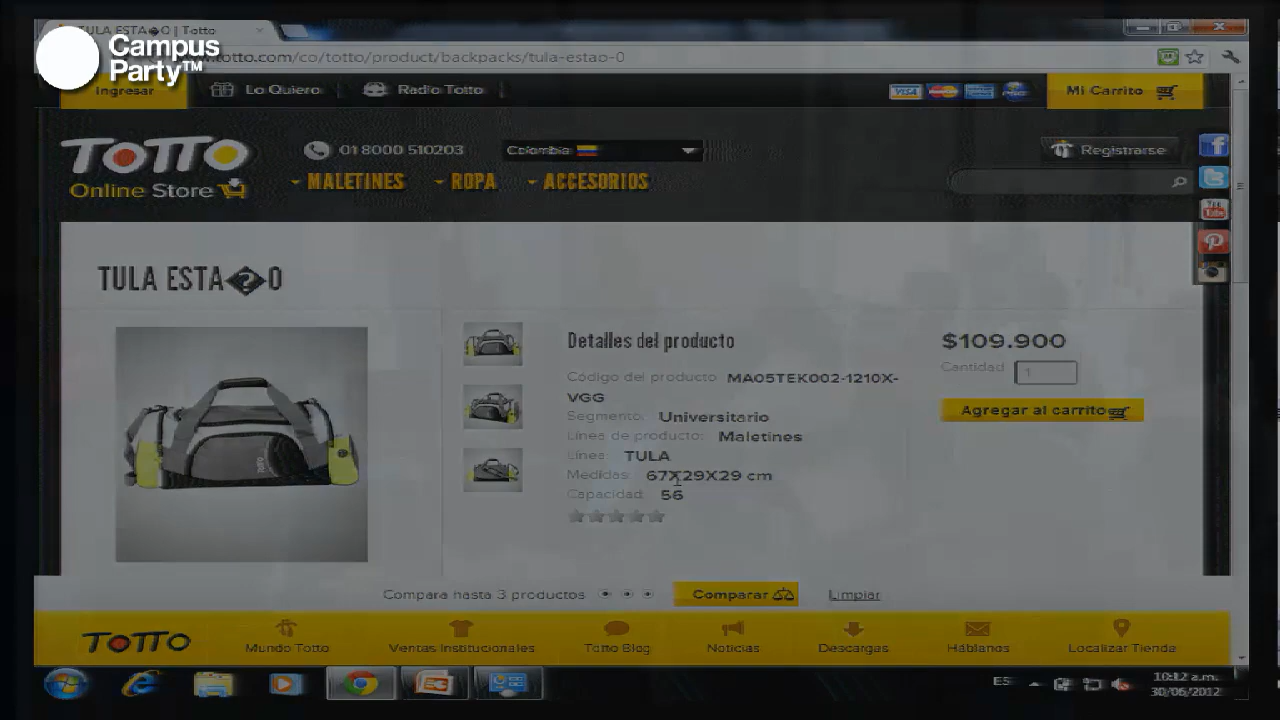 TULA ESTA�O | Totto
Campus
Party™
totto.com/co/totto/product/backpacks/tula-estao-0
Ingresar
Lo Quiero
Radio Totto
VISA
Mi Carrito
TOTTO
Online Store
01 8000 510203
Colombia
Registrarse
MALETINES
ROPA
ACCESORIOS
TULA ESTA�O
Detalles del producto
Código del producto: MA05TEK002-1210X-
VGG
Segmento: Universitario
Línea de producto: Maletines
Línea: TULA
Medidas: 67X29X29 cm
Capacidad: 56
$109.900
Cantidad: 1
Agregar al carrito
Compara hasta 3 productos
Comparar
Limpiar
TOTTO
Mundo Totto
Ventas Institucionales
Totto Blog
Noticias
Descargas
Háblanos
Localizar Tienda
ES
10:12 a.m.
30/06/2012